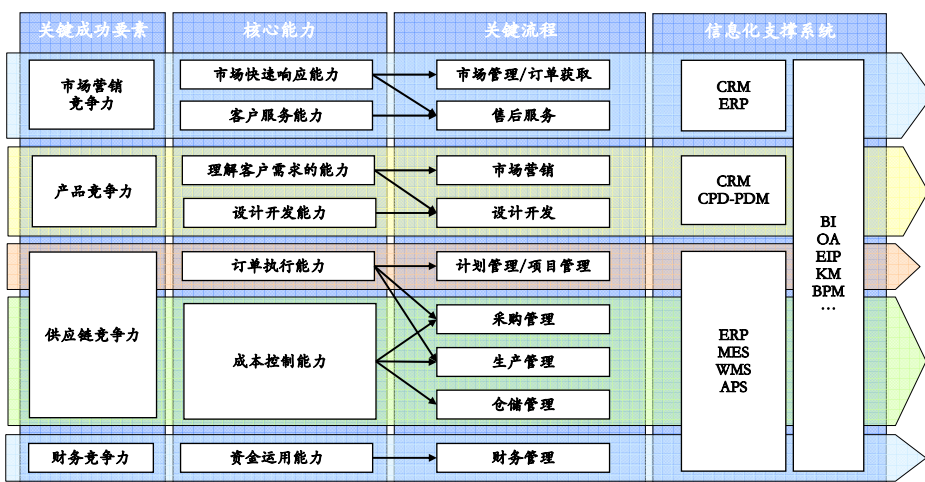 关键成功要素
核心能力
关键流程
信息化支撑系统
市场营销
竞争力
市场快速响应能力
市场管理/订单获取
客户服务能力
售后服务
CRM
ERP
产品竞争力
理解客户需求的能力
市场营销
设计开发能力
设计开发
CRM
CPD-PDM
供应链竞争力
订单执行能力
计划管理/项目管理
成本控制能力
采购管理
生产管理
仓储管理
ERP
MES
WMS
APS
财务竞争力
资金运用能力
财务管理
BI
OA
EIP
KM
BPM
…